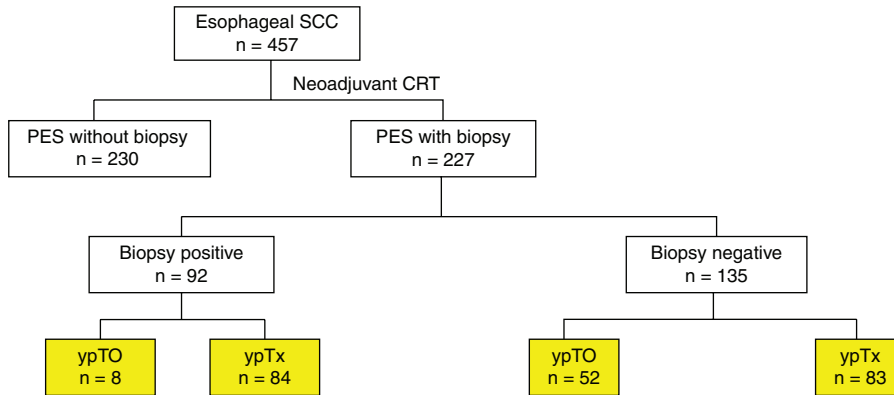 Esophageal SCC
n = 457
Neoadjuvant CRT
PES without biopsy
n = 230
PES with biopsy
n = 227
Biopsy positive
n = 92
Biopsy negative
n = 135
ypTO
n = 8
ypTx
n = 84
ypTO
n = 52
ypTx
n = 83